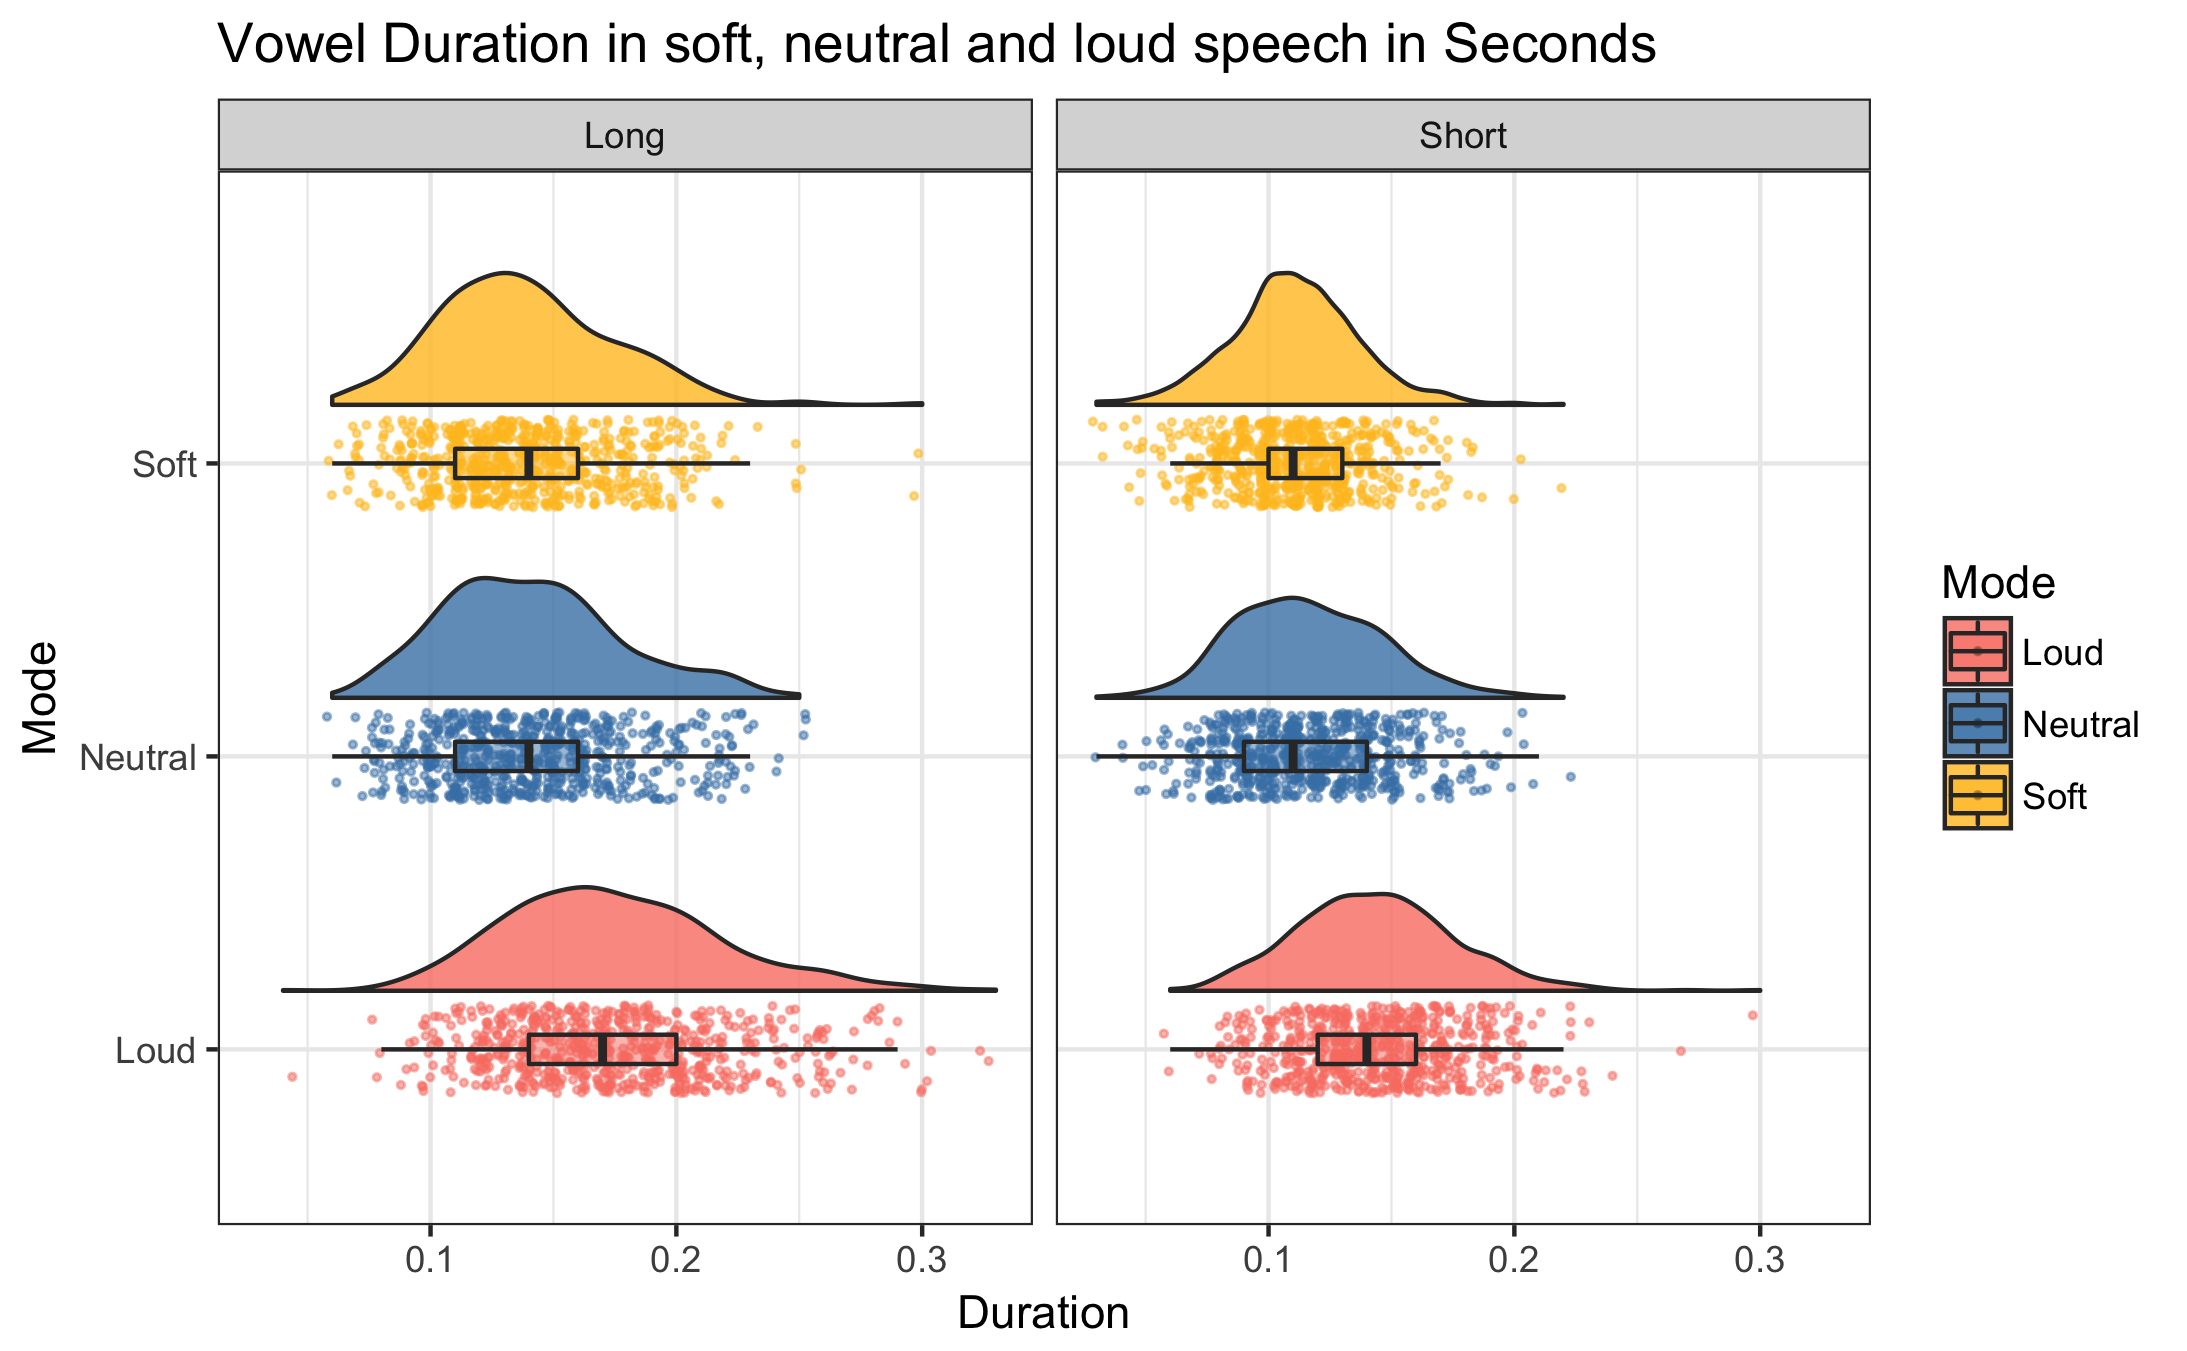 Vowel Duration in soft, neutral and loud speech in Seconds
Long
Short
Mode
Soft
Neutral
Loud
0.1
0.2
0.3
0.1
0.2
0.3
Duration
Mode
Loud
Neutral
Soft